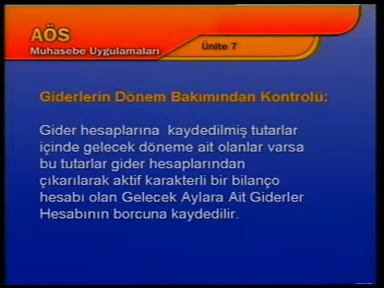 AÖS
Muhasebe Uygulamaları
Ünite 7
Giderlerin Dönem Bakımından Kontrolü:
Gider hesaplarına kaydedilmiş tutarlar
içinde gelecek döneme ait olanlar varsa
bu tutarlar gider hesaplarından
çıkarılarak aktif karakterli bir bilanço
hesabı olan Gelecek Aylara Ait Giderler
Hesabının borcuna kaydedilir.